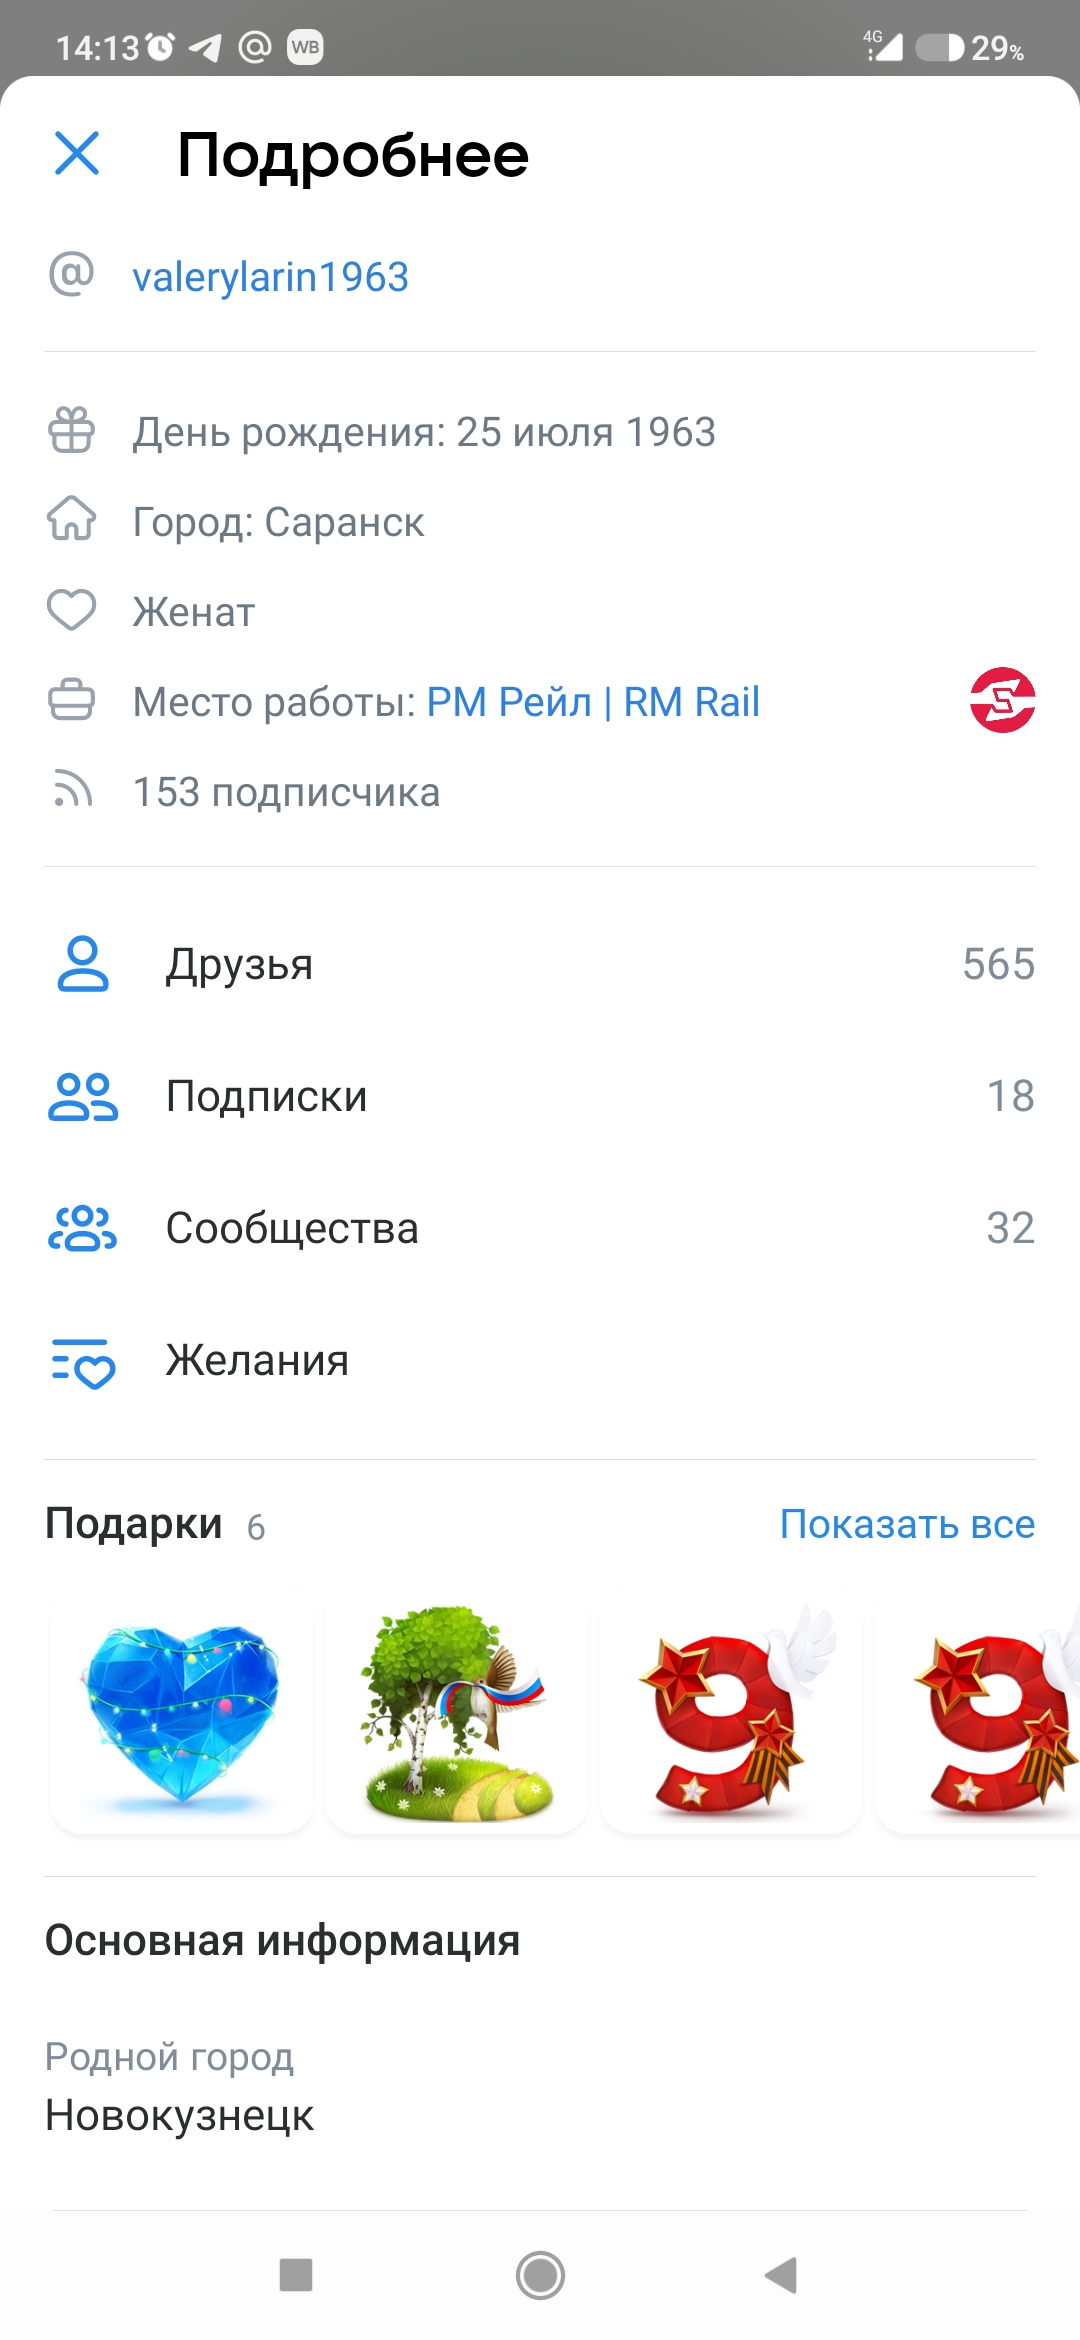 14:13 @ WB 4G 29%
Подробнее
@ valerylarin1963
День рождения: 25 июля 1963
Город: Саранск
Женат
Место работы: РМ Рейл | RM Rail
153 подписчика
Друзья 565
Подписки 18
Сообщества 32
Желания
Подарки 6 Показать все
Основная информация
Родной город
Новокузнецк